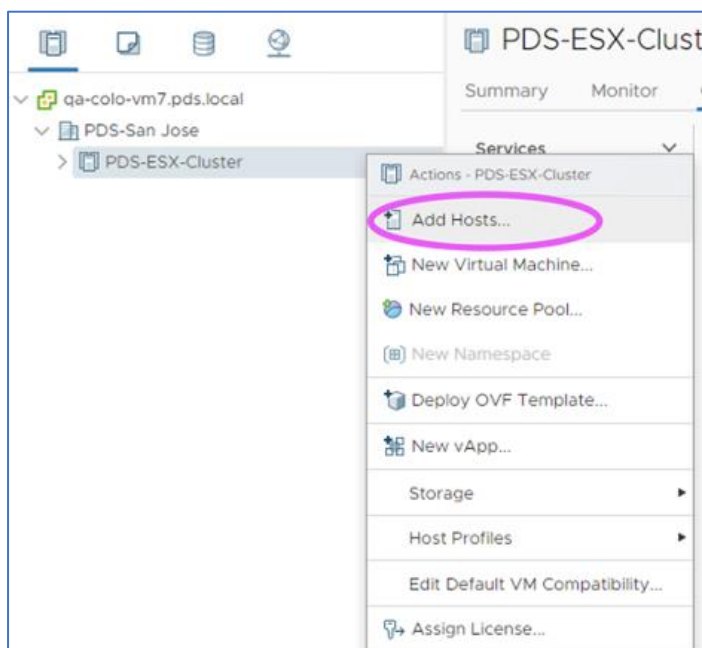 PDS-ESX-Clust
Summary Monitor
qa-colo-vm7.pds.local
PDS-San Jose
PDS-ESX-Cluster
Services
Actions - PDS-ESX-Cluster
Add Hosts...
New Virtual Machine...
New Resource Pool...
New Namespace
Deploy OVF Template...
New vApp...
Storage
Host Profiles
Edit Default VM Compatibility...
Assign License...